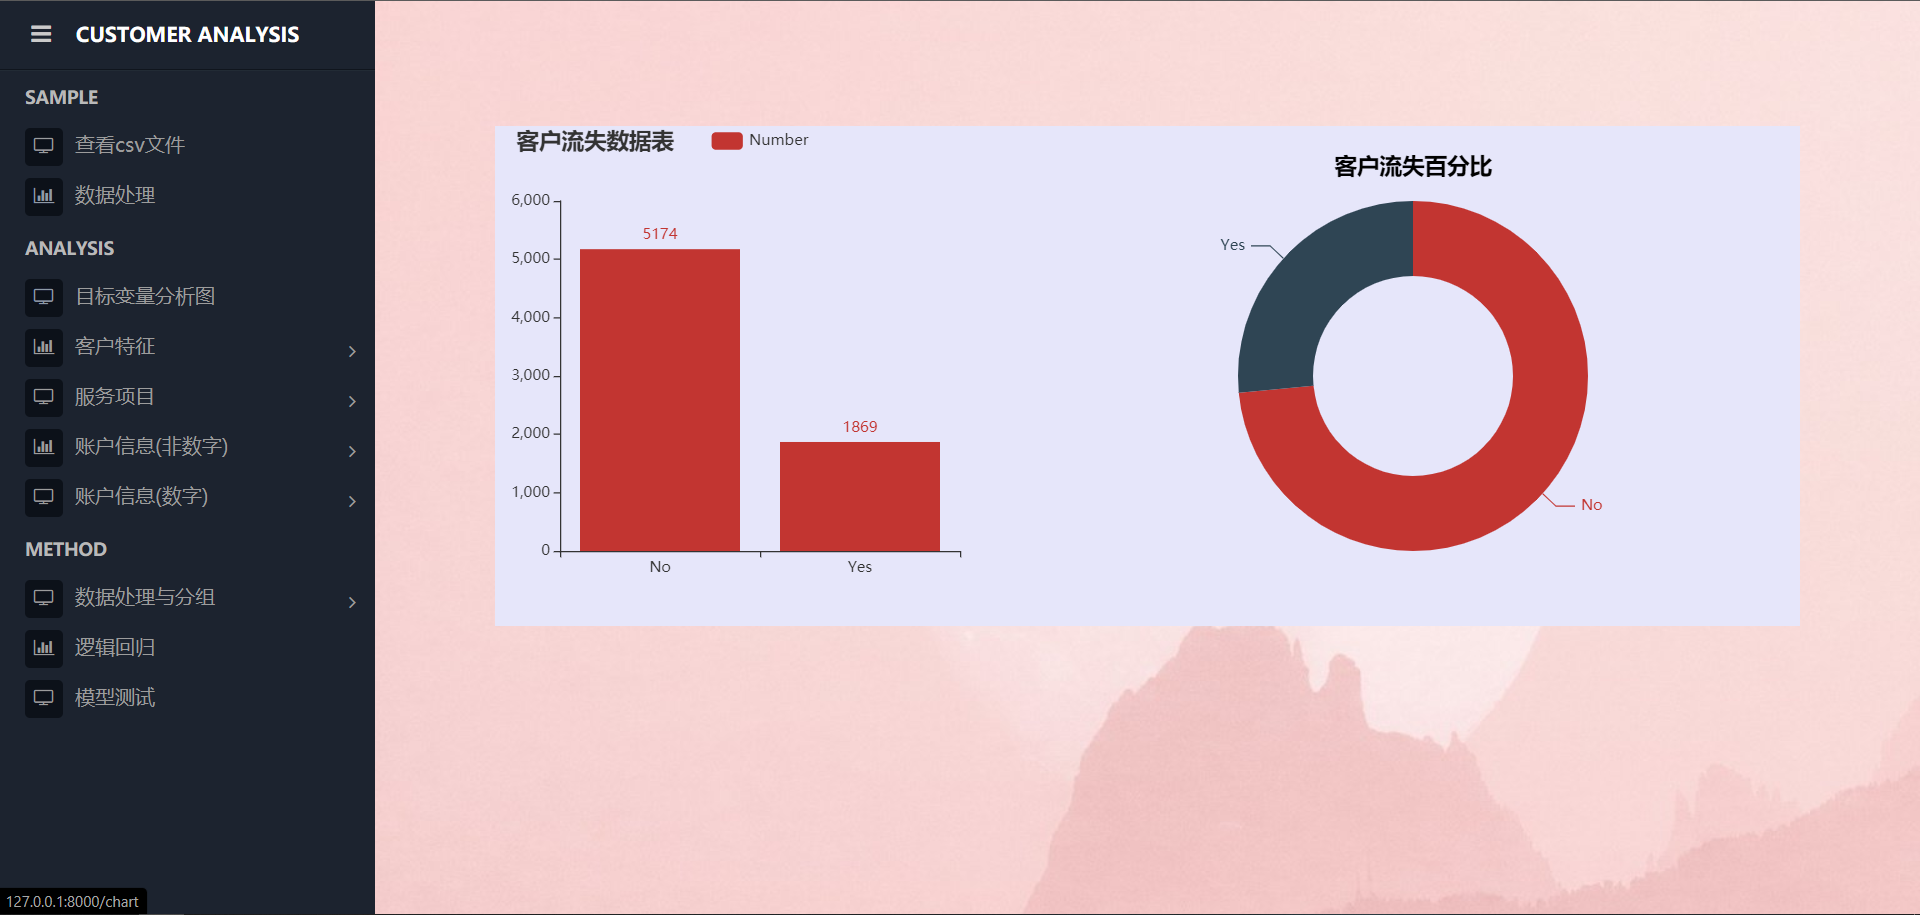 CUSTOMER ANALYSIS
SAMPLE
查看csv文件
数据处理
ANALYSIS
目标变量分析图
客户特征
服务项目
账户信息(非数字)
账户信息(数字)
METHOD
数据处理与分组
逻辑回归
模型测试
127.0.0.1:8000/chart
客户流失数据表
Number
6,000
5,000
4,000
3,000
2,000
1,000
0
5174
1869
No
Yes
客户流失百分比
Yes
No